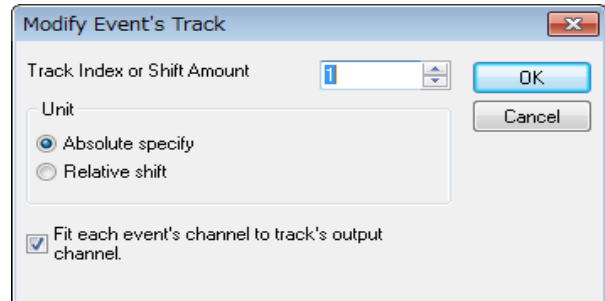 Modify Event's Track
Track Index or Shift Amount
1
OK
Unit
Cancel
Absolute specify
Relative shift
Fit each event's channel to track's output
channel.